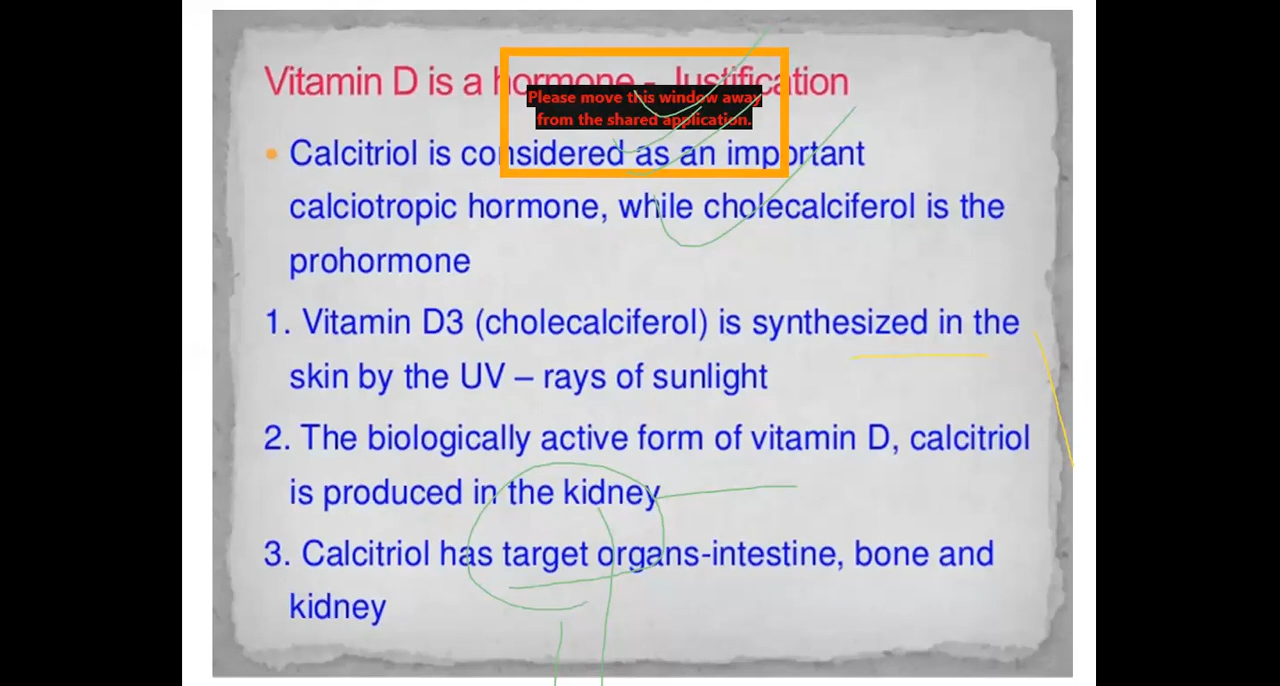 Vitamin D is a hormone - Justification
Please move this window away
from the shared application.
• Calcitriol is considered as an important
calciotropic hormone, while cholecalciferol is the
prohormone
1. Vitamin D3 (cholecalciferol) is synthesized in the
skin by the UV – rays of sunlight
2. The biologically active form of vitamin D, calcitriol
is produced in the kidney
3. Calcitriol has target organs-intestine, bone and
kidney